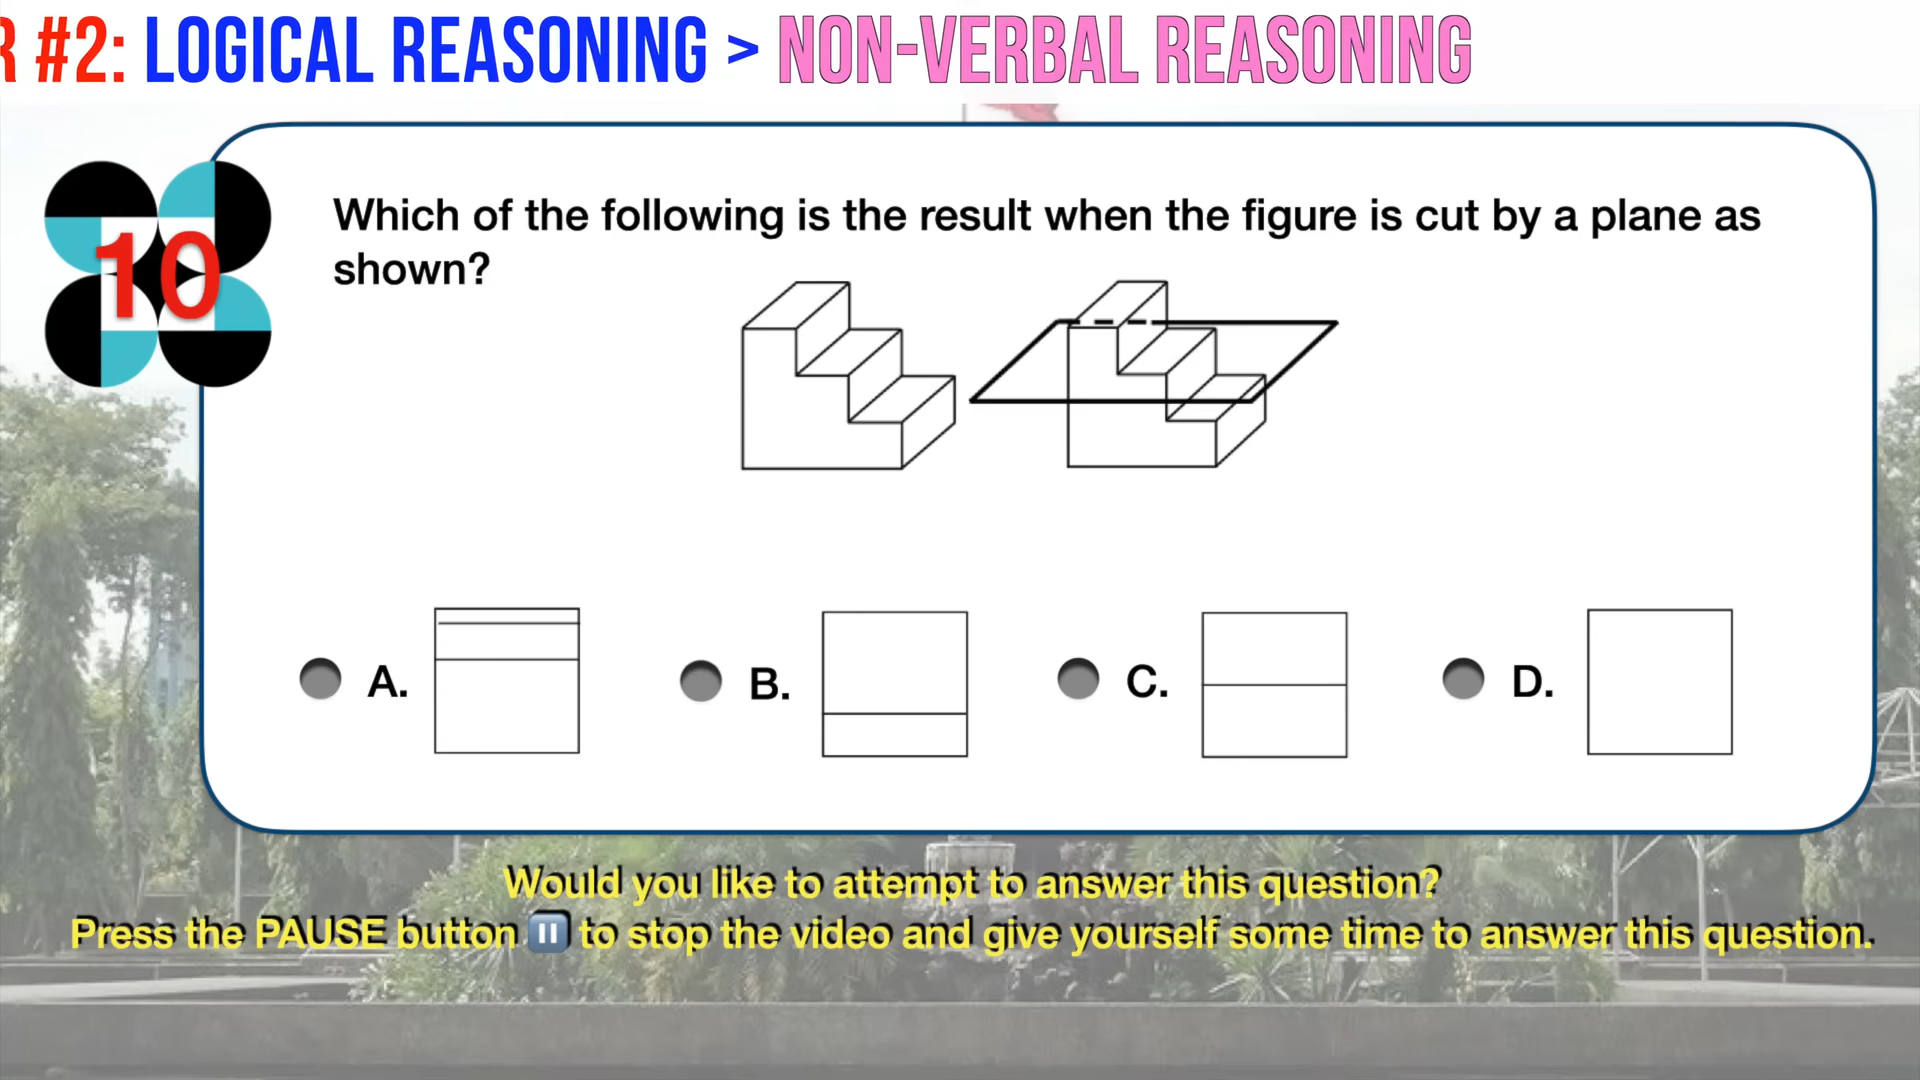 R #2: LOGICAL REASONING > NON-VERBAL REASONING
10
Which of the following is the result when the figure is cut by a plane as
shown?
A.
B.
C.
D.
Would you like to attempt to answer this question?
Press the PAUSE button ⏸ to stop the video and give yourself some time to answer this question.